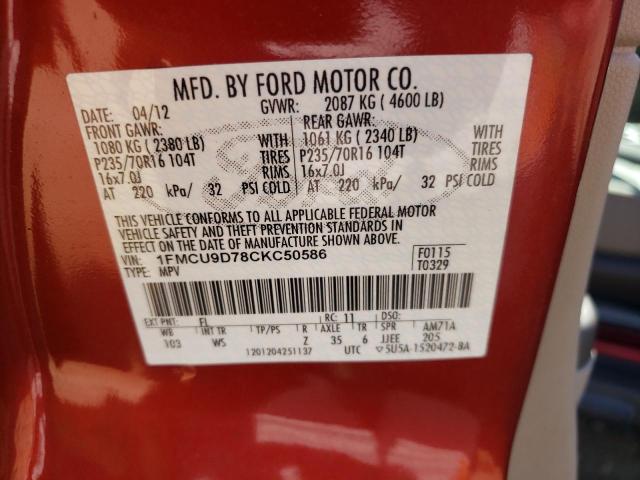 MFD. BY FORD MOTOR CO.
DATE: 04/12 GVWR: 2087 KG ( 4600 LB)
FRONT GAWR: REAR GAWR:
1080 KG ( 2380 LB) WITH 1061 KG ( 2340 LB) WITH
P235/70R16 104T TIRES P235/70R16 104T TIRES
16x7.0J RIMS 16x7.0J RIMS
AT 220 kPa/ 32 PSI COLD AT 220 kPa/ 32 PSI COLD
THIS VEHICLE CONFORMS TO ALL APPLICABLE FEDERAL MOTOR
VEHICLE SAFETY AND THEFT PREVENTION STANDARDS IN
EFFECT ON THE DATE OF MANUFACTURE SHOWN ABOVE.
VIN: 1FMCU9D78CKC50586 F0115
TYPE: MPV T0329
EXT PNT: FL RC: 11 DSO:
WB INT TR TP/PS R AXLE TR SPR AM71A
103 WS Z 35 6 JJEE 205
1201204251137 UTC 5U5A-1520472-BA